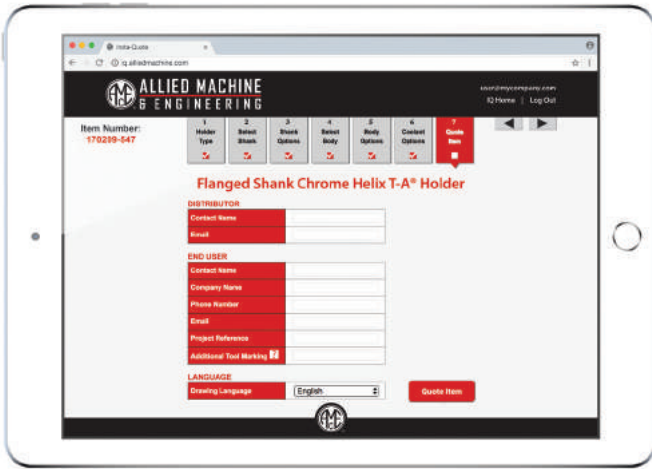 Insta-Quote
iq.alliedmachine.com
ALLIED MACHINE
& ENGINEERING
user@mycompany.com
IQ Home | Log Out
Item Number:
170209-547
1 Holder Type
2 Select Shank
3 Shank Options
4 Select Body
5 Body Options
6 Coolant Options
7 Quote Item
Flanged Shank Chrome Helix T-A® Holder
DISTRIBUTOR
Contact Name
Email
END USER
Contact Name
Company Name
Phone Number
Email
Project Reference
Additional Tool Marking ?
LANGUAGE
Drawing Language English
Quote Item